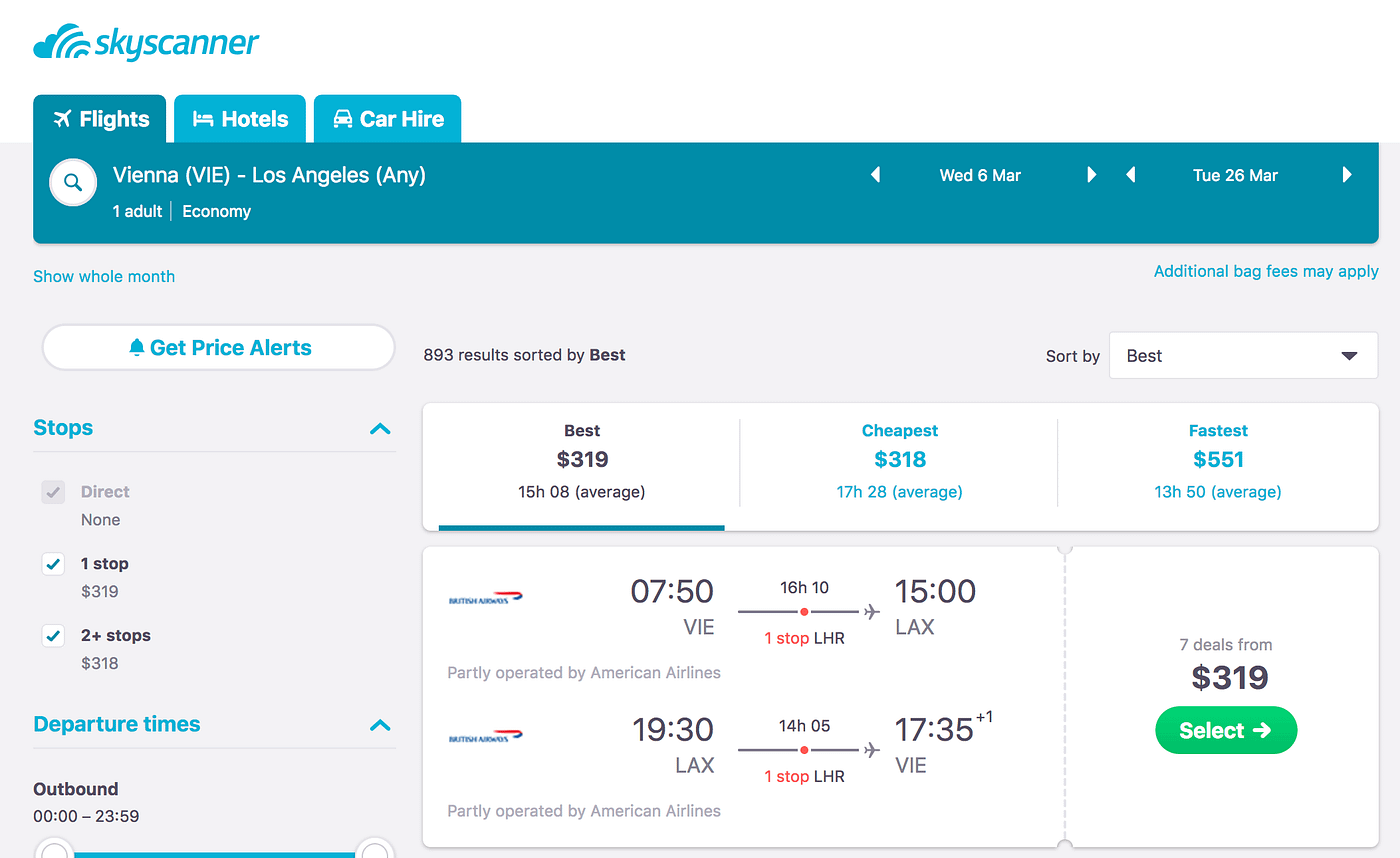 skyscanner
Flights
Hotels
Car Hire
Vienna (VIE) - Los Angeles (Any)
Wed 6 Mar
Tue 26 Mar
1 adult | Economy
Show whole month
Additional bag fees may apply
Get Price Alerts
893 results sorted by Best
Sort by
Best
Stops
Direct
None
1 stop
$319
2+ stops
$318
Departure times
Outbound
00:00 – 23:59
Best
$319
15h 08 (average)
Cheapest
$318
17h 28 (average)
Fastest
$551
13h 50 (average)
BRITISH AIRWAYS
07:50
VIE
16h 10
1 stop LHR
15:00
LAX
Partly operated by American Airlines
BRITISH AIRWAYS
19:30
LAX
14h 05
1 stop LHR
17:35+1
VIE
Partly operated by American Airlines
7 deals from
$319
Select →